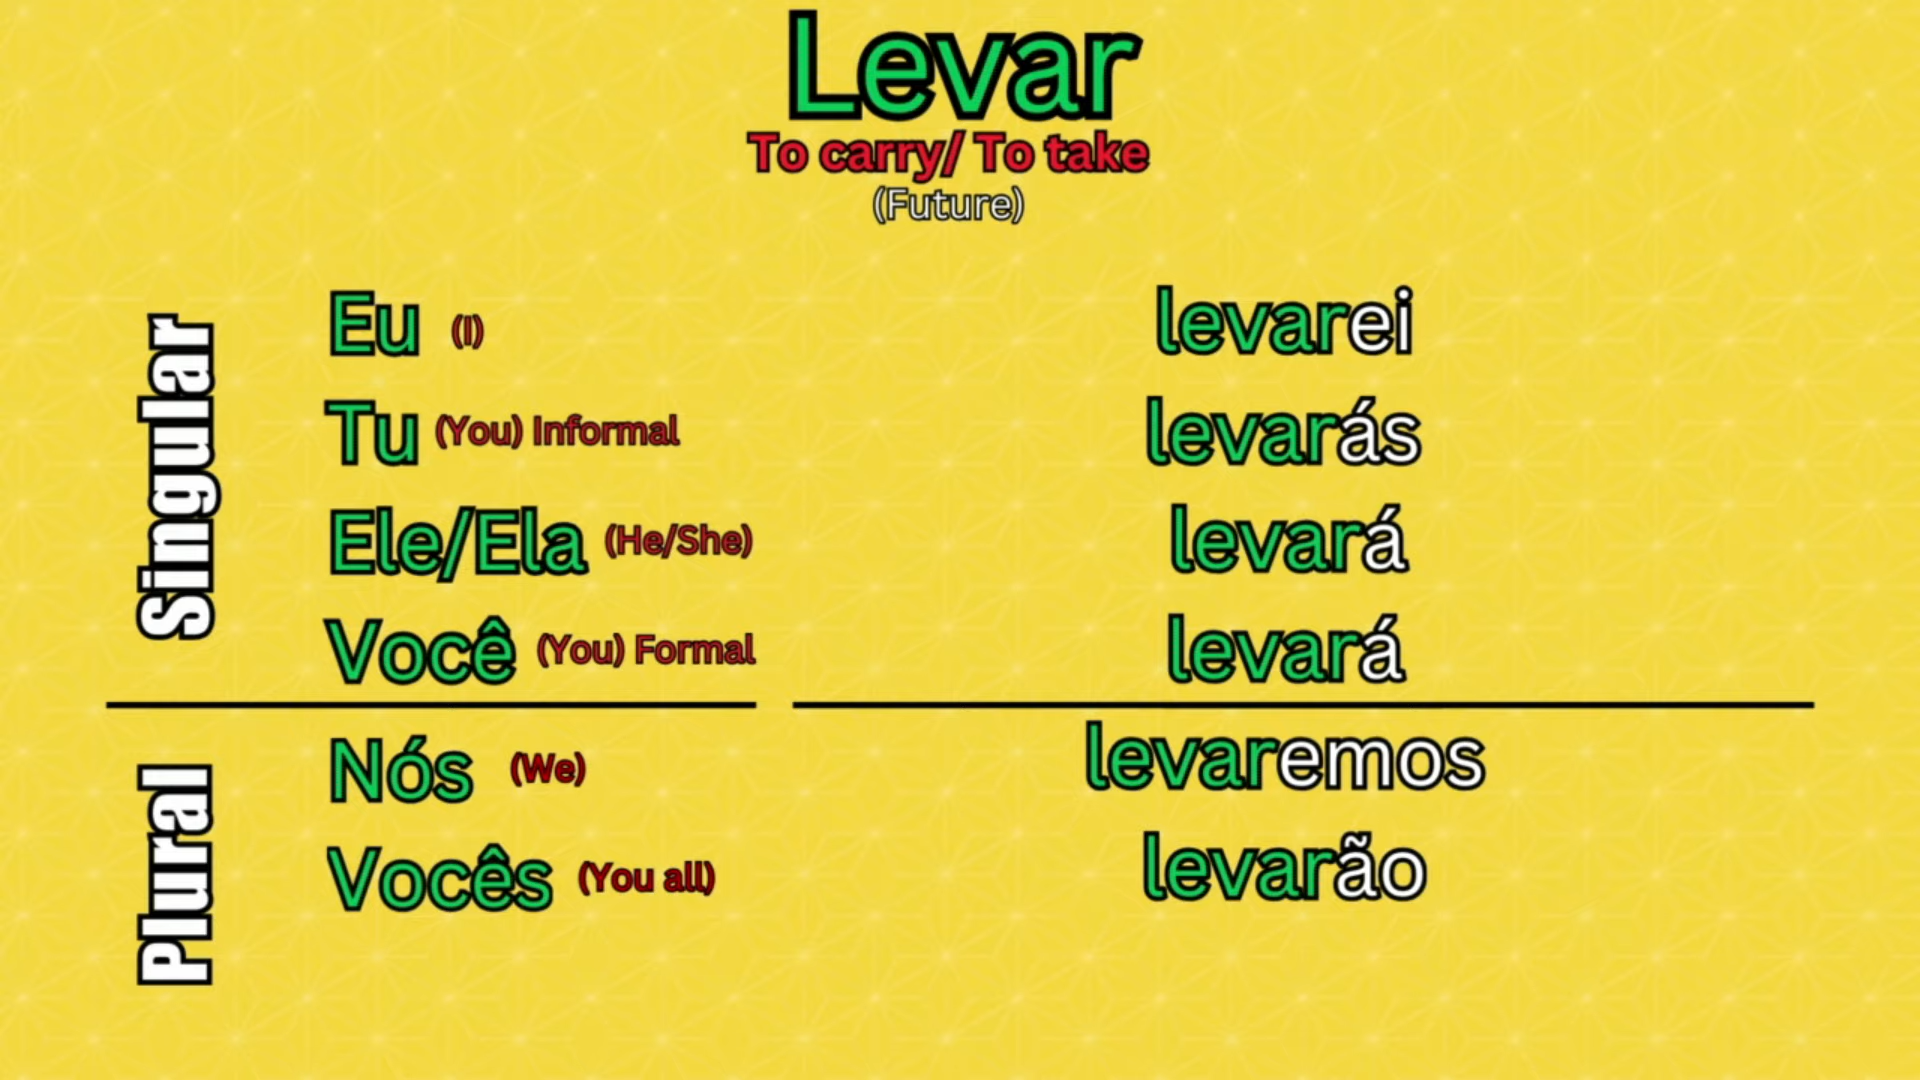 Levar
To carry/ To take
(Future)
Singular
Eu (I) levarei
Tu (You) Informal levarás
Ele/Ela (He/She) levará
Você (You) Formal levará
Plural
Nós (We) levaremos
Vocês (You all) levarão